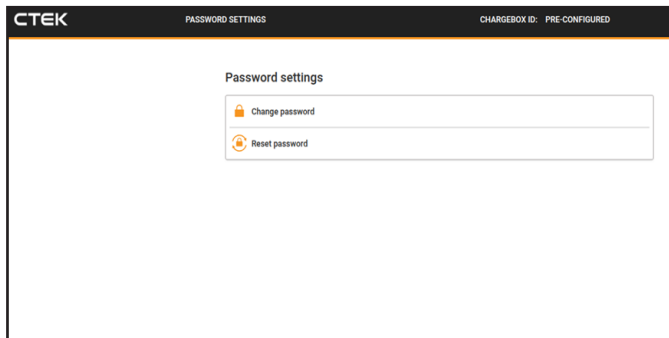 CTEK PASSWORD SETTINGS CHARGEBOX ID: PRE-CONFIGURED
Password settings
Change password
Reset password